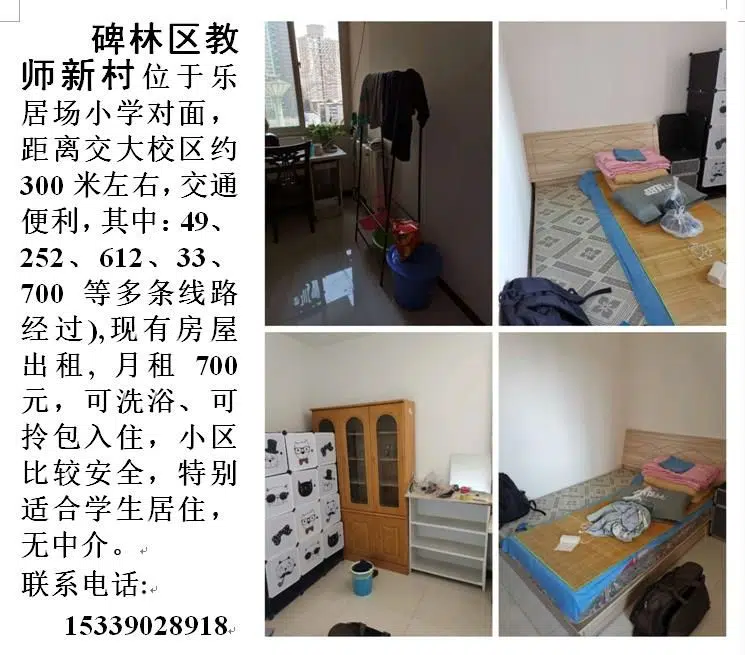 碑林区教
师新村位于乐
居场小学对面，
距离交大校区约
300 米左右，交通
便利，其中：49、
252、612、33、
700 等多条线路
经过),现有房屋
出租，月租 700
元，可洗浴、可
拎包入住，小区
比较安全，特别
适合学生居住，
无中介。
联系电话:
15339028918